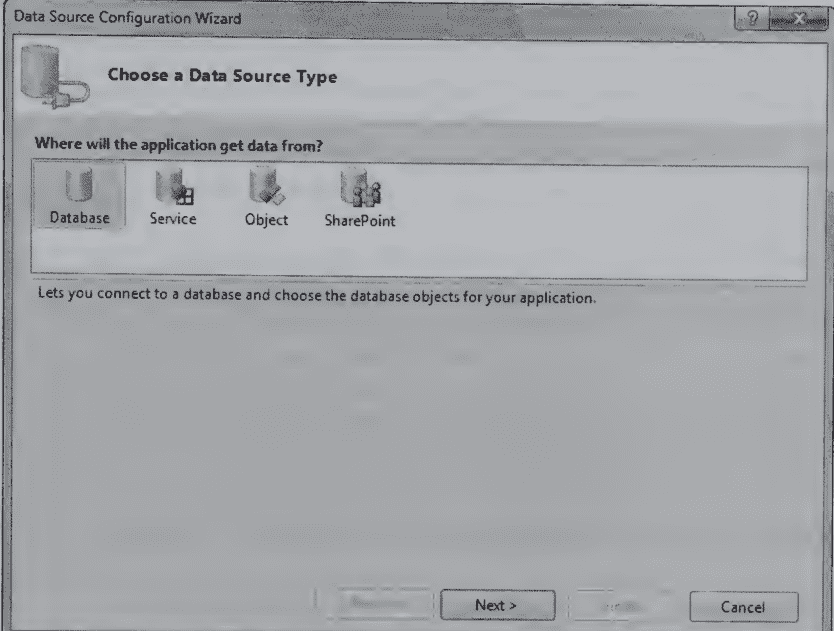 Data Source Configuration Wizard
Choose a Data Source Type
Where will the application get data from?
Database Service Object SharePoint
Lets you connect to a database and choose the database objects for your application.
Next > Cancel